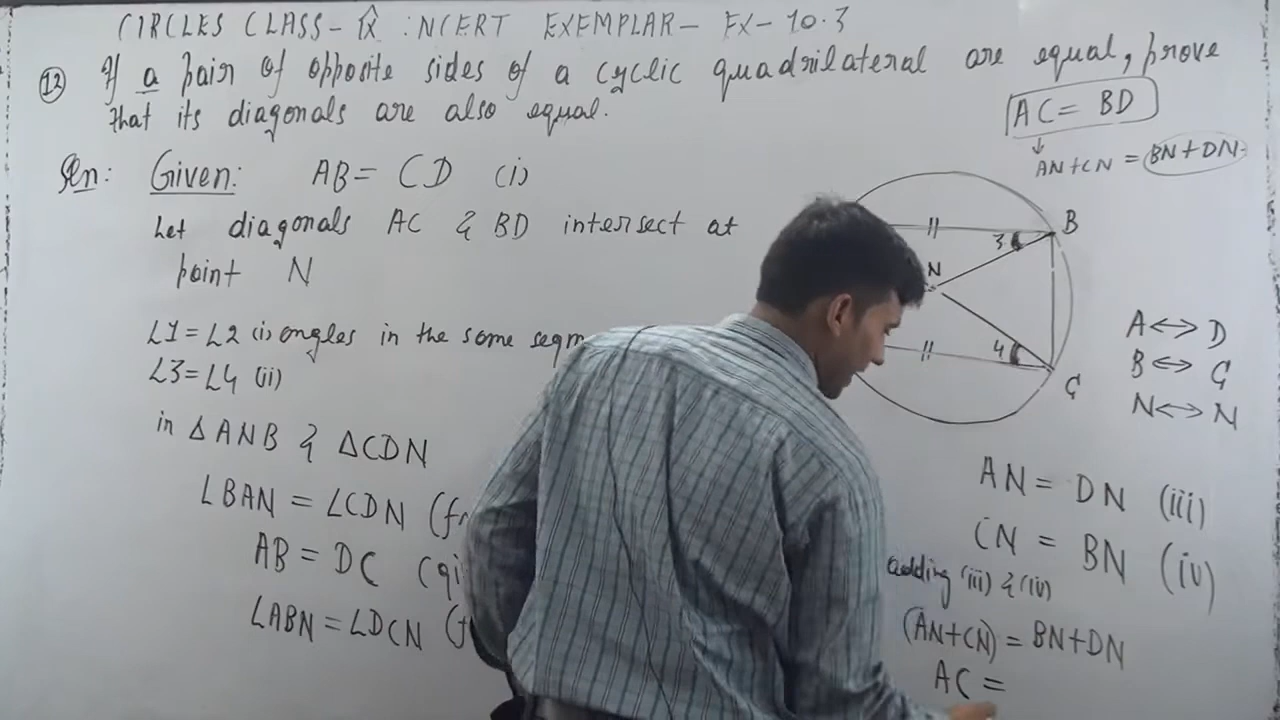 CIRCLES CLASS-IX :NCERT EXEMPLAR- EX-10.3
12 If a pair of opposite sides of a cyclic quadrilateral are equal, prove
that its diagonals are also equal.
AC = BD
AN+CN = BN+DN
Given: AB = CD (i)
Let diagonals AC & BD intersect at
point N
∠1 = ∠2 (i) angles in the same segm
∠3 = ∠4 (ii)
in △ANB & △CDN
∠BAN = ∠CDN
AB = DC
∠ABN = ∠DCN
B
3
N
4
C
A ↔ D
B ↔ C
N ↔ N
AN = DN (iii)
CN = BN (iv)
adding (iii) & (iv)
(AN+CN) = BN+DN
AC =